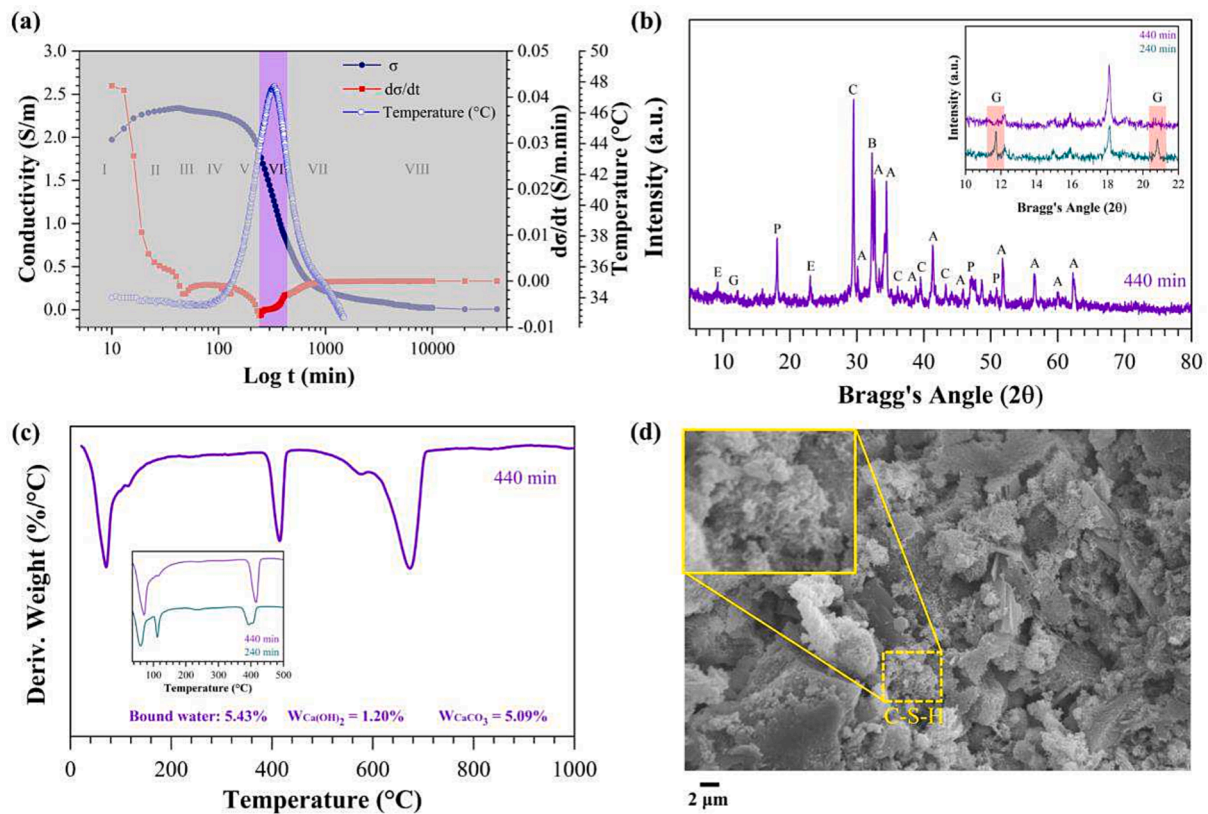 (a)
Conductivity (S/m)
3.0
2.5
2.0
1.5
1.0
0.5
0.0
σ
dσ/dt
Temperature (°C)
I II III IV V VI VII VIII
0.05
0.04
0.03
0.02
0.01
0.00
-0.01
dσ/dt (S/m.min)
50
48
46
44
42
40
38
36
34
Temperature (°C)
10 100 1000 10000
Log t (min)
(b)
Intensity (a.u.)
E G P E C A B A A C A C A C A P P A A A A
440 min
10 20 30 40 50 60 70 80
Bragg's Angle (2θ)
440 min
240 min
Intensity (a.u.)
G G
10 12 14 16 18 20 22
Bragg's Angle (2θ)
(c)
Deriv. Weight (%/°C)
440 min
440 min
240 min
100 200 300 400 500
Temperature (°C)
Bound water: 5.43% WCa(OH)2 = 1.20% WCaCO3 = 5.09%
0 200 400 600 800 1000
Temperature (°C)
(d)
C-S-H
2 μm